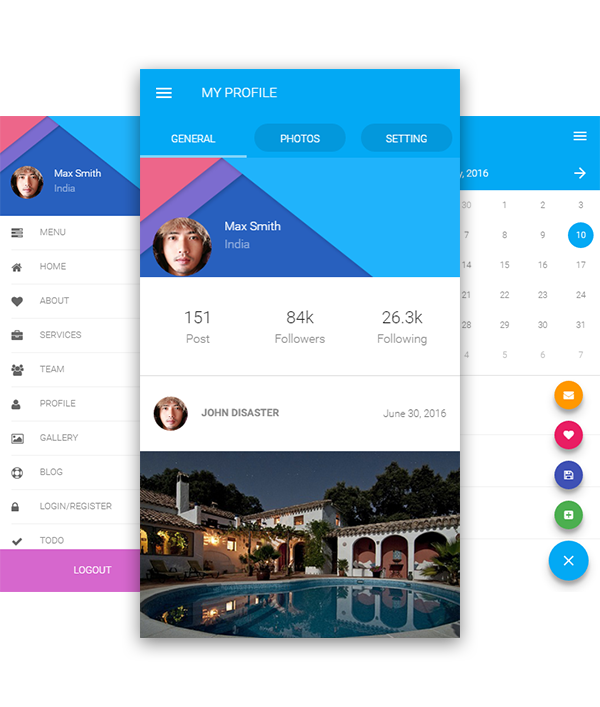 MY PROFILE
GENERAL PHOTOS SETTING
Max Smith
India
151 84k 26.3k
Post Followers Following
JOHN DISASTER June 30, 2016
Max Smith
India
MENU
HOME
ABOUT
SERVICES
TEAM
PROFILE
GALLERY
BLOG
LOGIN/REGISTER
TODO
LOGOUT
, 2016
30 1 2 3
7 8 9 10
14 15 16 17
21 22 23 24
28 29 30 31
4 5 6 7